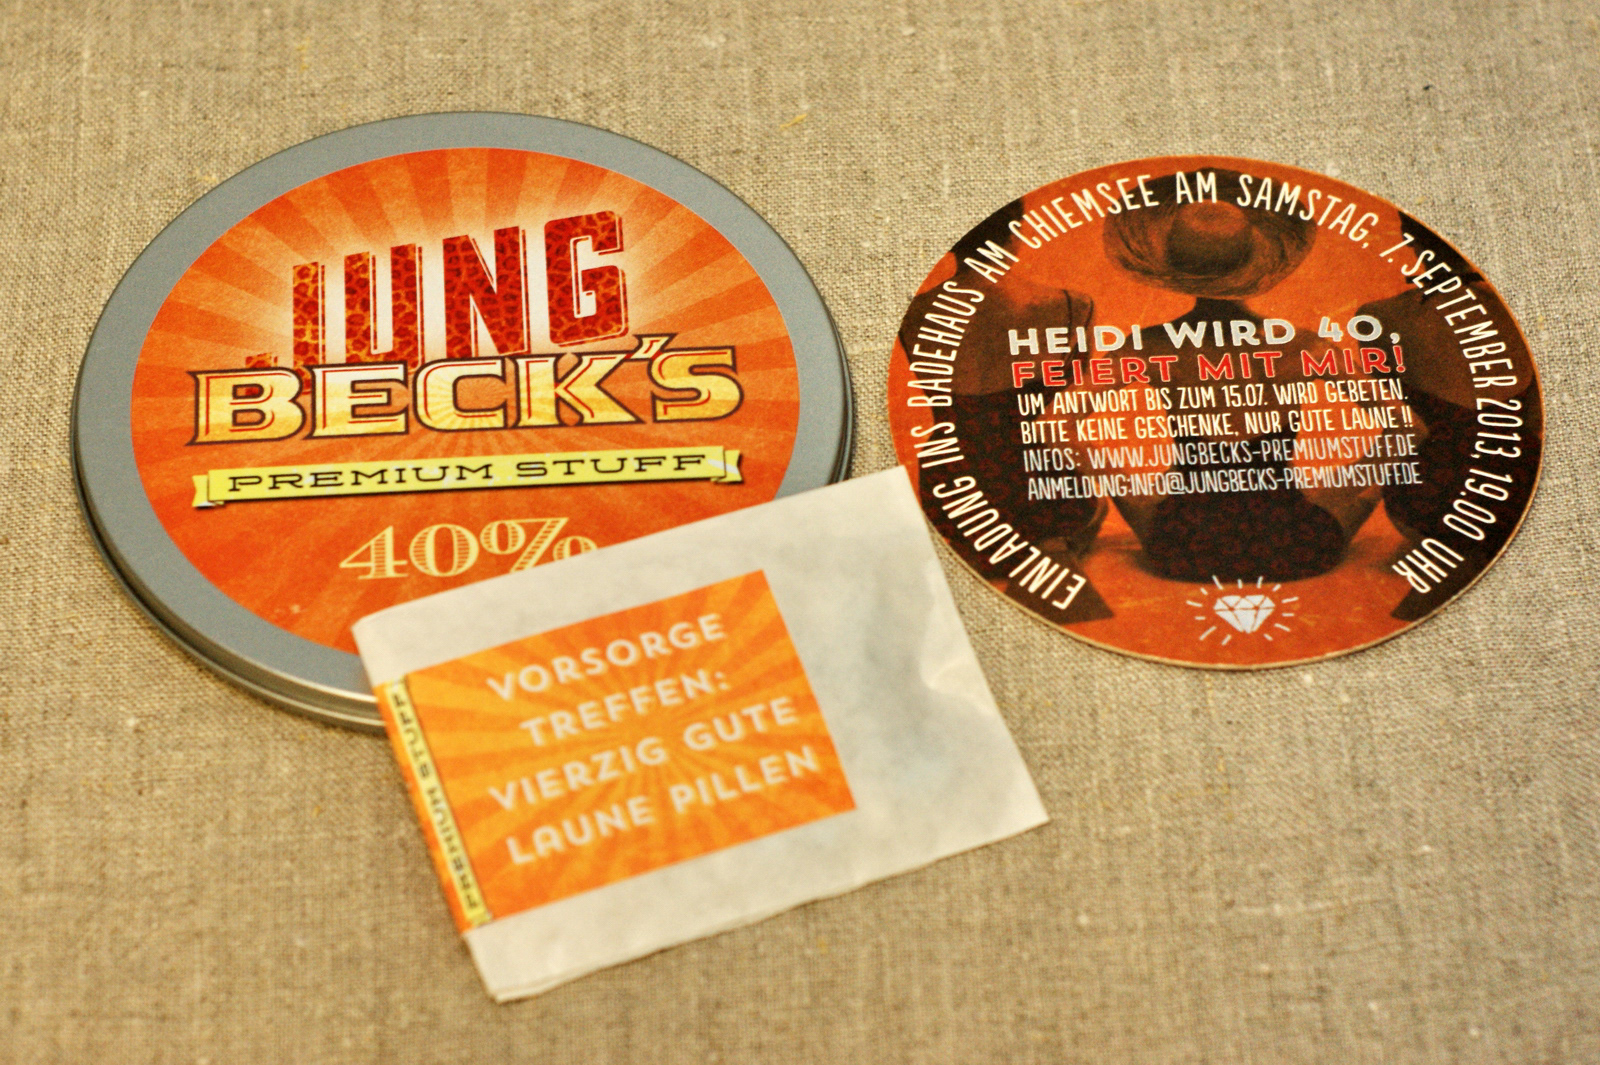 JUNG
BECK'S
PREMIUM STUFF
40%
EINLADUNG INS BADEHAUS AM CHIEMSEE AM SAMSTAG, 7. SEPTEMBER 2013, 19.00 UHR
HEIDI WIRD 40,
FEIERT MIT MIR!
UM ANTWORT BIS ZUM 15.07. WIRD GEBETEN.
BITTE KEINE GESCHENKE, NUR GUTE LAUNE !!
INFOS: WWW.JUNGBECKS-PREMIUMSTUFF.DE
ANMELDUNG:INFO@JUNGBECKS-PREMIUMSTUFF.DE
VORSORGE
TREFFEN:
VIERZIG GUTE
LAUNE PILLEN
PREMIUM STUFF